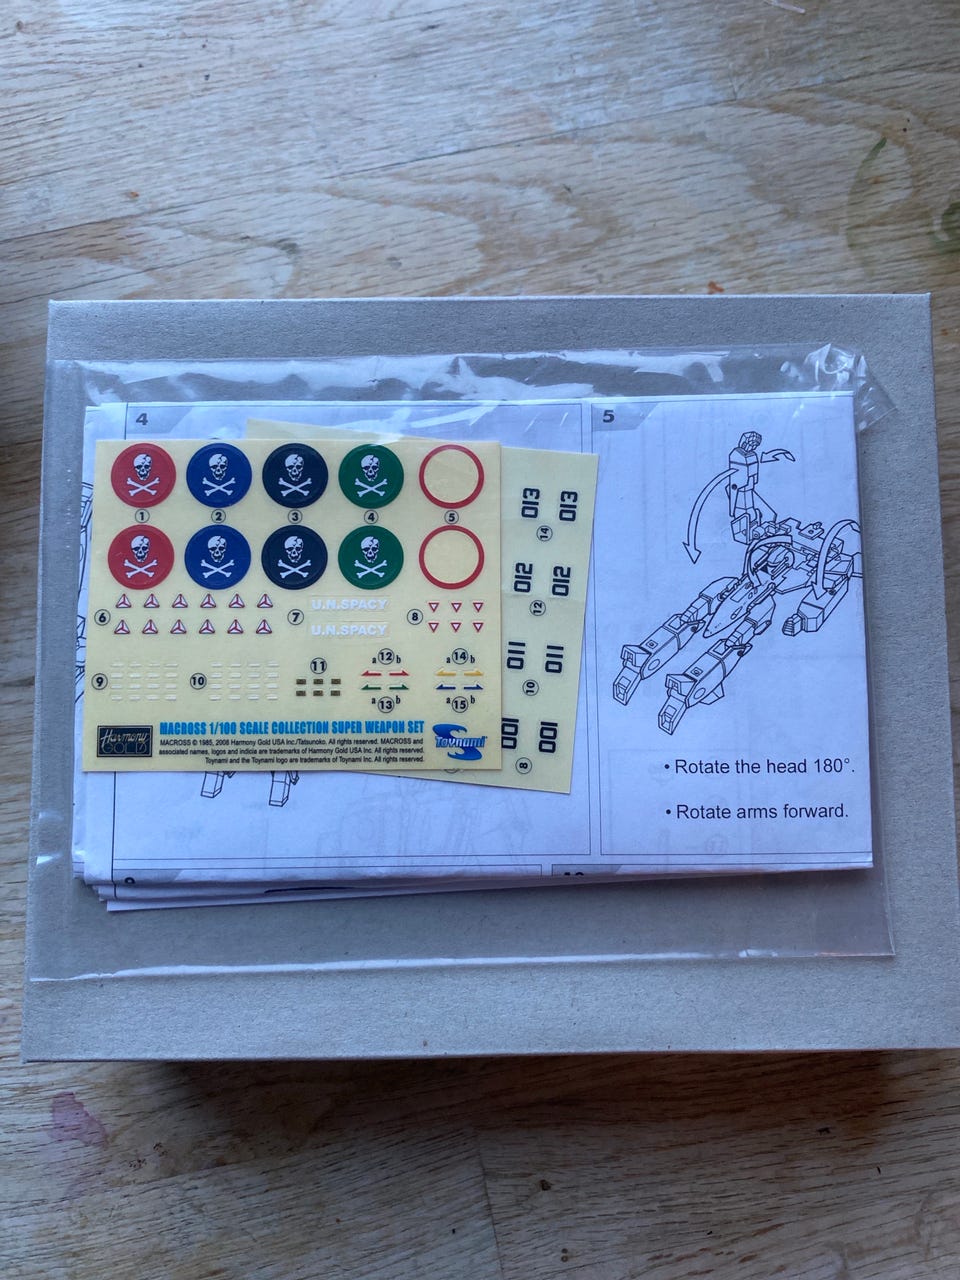 4
5
1
2
3
4
5
013
013
14
012
012
12
011
011
10
001
001
8
6
7
U.N.SPACY
U.N.SPACY
8
9
10
11
a 12 b
a 13 b
a 14 b
a 15 b
Harmony
GOLD
MACROSS 1/100 SCALE COLLECTION SUPER WEAPON SET
MACROSS © 1985, 2008 Harmony Gold USA Inc./Tatsunoko. All rights reserved. MACROSS and
associated names, logos and indicia are trademarks of Harmony Gold USA Inc. All rights reserved.
Toynami and the Toynami logo are trademarks of Toynami Inc. All rights reserved.
Toynami
• Rotate the head 180°.
• Rotate arms forward.